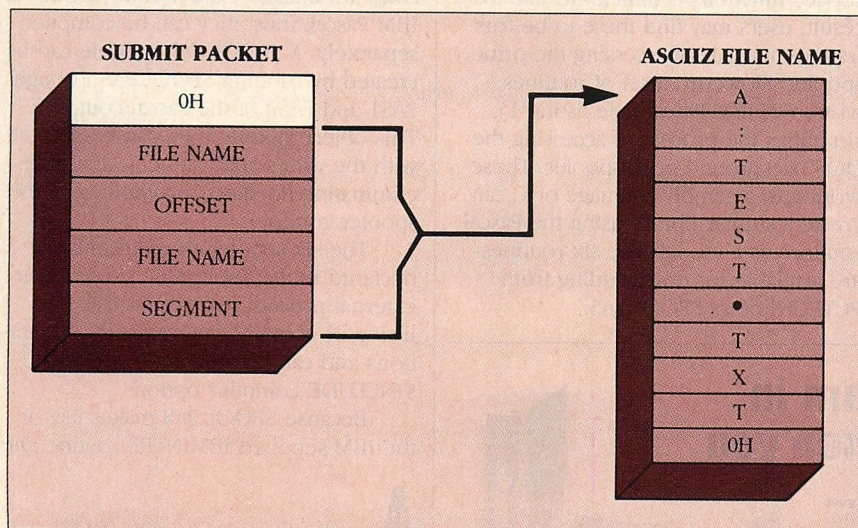 SUBMIT PACKET
0H
FILE NAME
OFFSET
FILE NAME
SEGMENT
ASCIIZ FILE NAME
A
:
T
E
S
T
•
T
X
T
0H